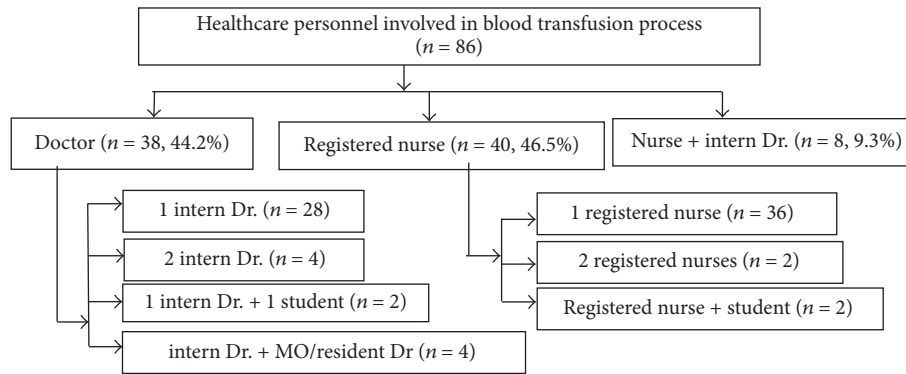 Healthcare personnel involved in blood transfusion process
(n = 86)
Doctor (n = 38, 44.2%)
Registered nurse (n = 40, 46.5%)
Nurse + intern Dr. (n = 8, 9.3%)
1 intern Dr. (n = 28)
2 intern Dr. (n = 4)
1 intern Dr. + 1 student (n = 2)
intern Dr. + MO/resident Dr (n = 4)
1 registered nurse (n = 36)
2 registered nurses (n = 2)
Registered nurse + student (n = 2)